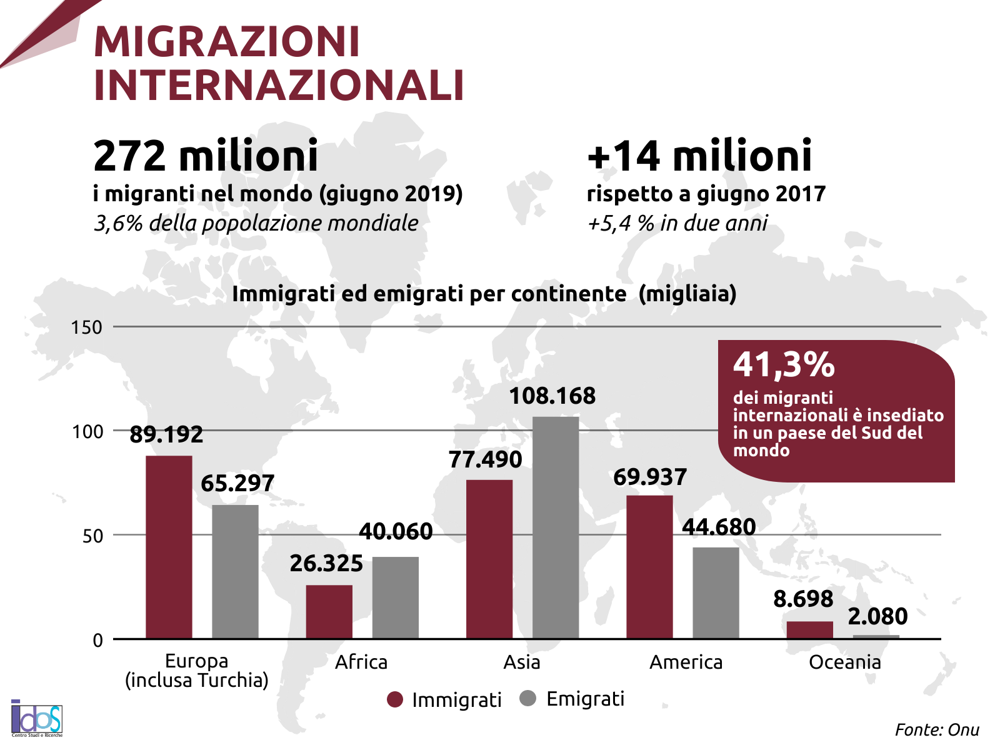 MIGRAZIONI
INTERNAZIONALI
272 milioni
i migranti nel mondo (giugno 2019)
3,6% della popolazione mondiale
+14 milioni
rispetto a giugno 2017
+5,4 % in due anni
Immigrati ed emigrati per continente (migliaia)
150
100
50
0
41,3%
dei migranti
internazionali è insediato
in un paese del Sud del
mondo
89.192
65.297
26.325
40.060
77.490
108.168
69.937
44.680
8.698
2.080
Europa
(inclusa Turchia)
Africa
Asia
America
Oceania
Immigrati
Emigrati
idos
Centro Studi e Ricerche
Fonte: Onu